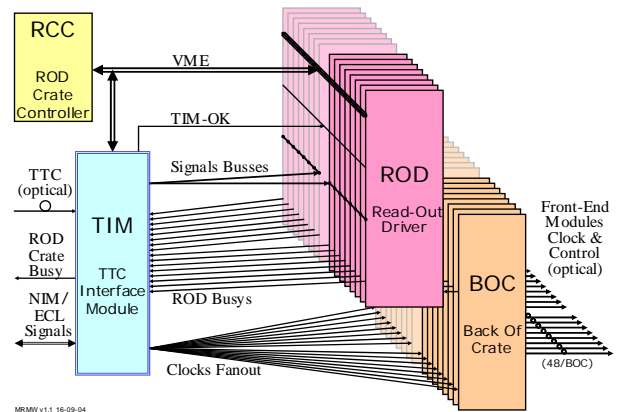 RCC
ROD
Crate
Controller
VME
TIM-OK
Signals Busses
TTC
(optical)
TIM
TTC
Interface
Module
ROD
Crate
Busy
NIM/
ECL
Signals
ROD Busys
Clocks Fanout
ROD
Read-Out
Driver
BOC
Back Of
Crate
Front-End
Modules
Clock &
Control
(optical)
(48/BOC)
MRMW v1.1 16-09-04